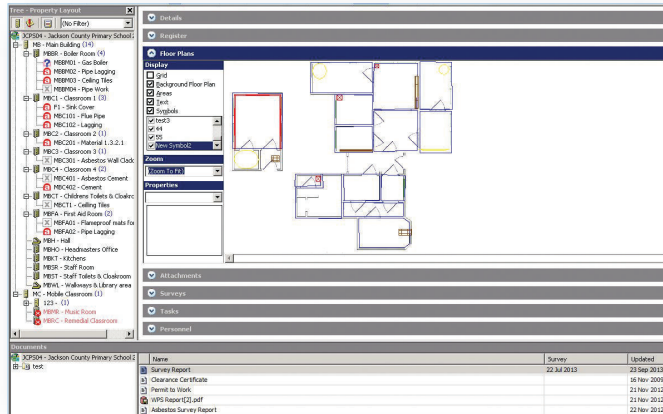 Tree - Property Layout
(No Filter)
JCPS04 - Jackson County Primary School 2
MB - Main Building (14)
MBBR - Boiler Room (4)
MBBM01 - Gas Boiler
MBBM02 - Pipe Lagging
MBBM03 - Ceiling Tiles
MBBM04 - Pipe Work
MBC1 - Classroom 1 (3)
F1 - Sink Cover
MBC101 - Flue Pipe
MBC102 - Lagging
MBC2 - Classroom 2 (1)
MBC201 - Material 1.3.2.1
MBC3 - Classroom 3 (1)
MBC301 - Asbestos Wall Cladd
MBC4 - Classroom 4 (2)
MBC401 - Asbestos Cement
MBC402 - Cement
MBCT - Childrens Toilets & Cloakro
MBCT1 - Ceilling Tiles
MBFA - First Aid Room (2)
MBFA01 - Flameproof mats for
MBFA02 - Pipe Lagging
MBH - Hall
MBHO - Headmasters Office
MBKT - Kitchens
MBSR - Staff Room
MBST - Staff Toilets & Cloakroom
MBWL - Walkways & Library area
MC - Mobile Classroom (1)
123 - (1)
MBMR - Music Room
MBRC - Remedial Classroom
Details
Register
Floor Plans
Display
Grid
Background Floor Plan
Areas
Text
Symbols
test3
44
55
New Symbol2
Zoom
(Zoom To Fit)
Properties
Attachments
Surveys
Tasks
Personnel
Documents
JCPS04 - Jackson County Primary School 2
test
Name Survey Updated
Survey Report 22 Jul 2013 23 Sep 2013
Clearance Certificate 16 Nov 2009
Permit to Work 21 Nov 2012
WPS Report[2].pdf 21 Nov 2012
Asbestos Survey Report 22 Nov 2012